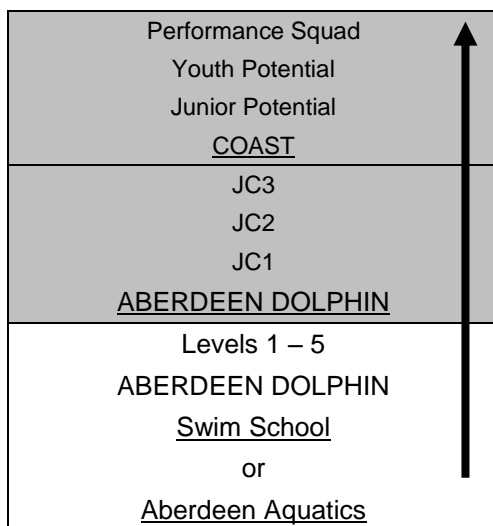 Performance Squad
Youth Potential
Junior Potential
COAST
JC3
JC2
JC1
ABERDEEN DOLPHIN
Levels 1 – 5
ABERDEEN DOLPHIN
Swim School
or
Aberdeen Aquatics